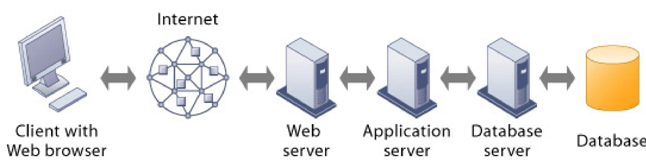 Internet
Client with
Web browser
Web
server
Application
server
Database
server
Database